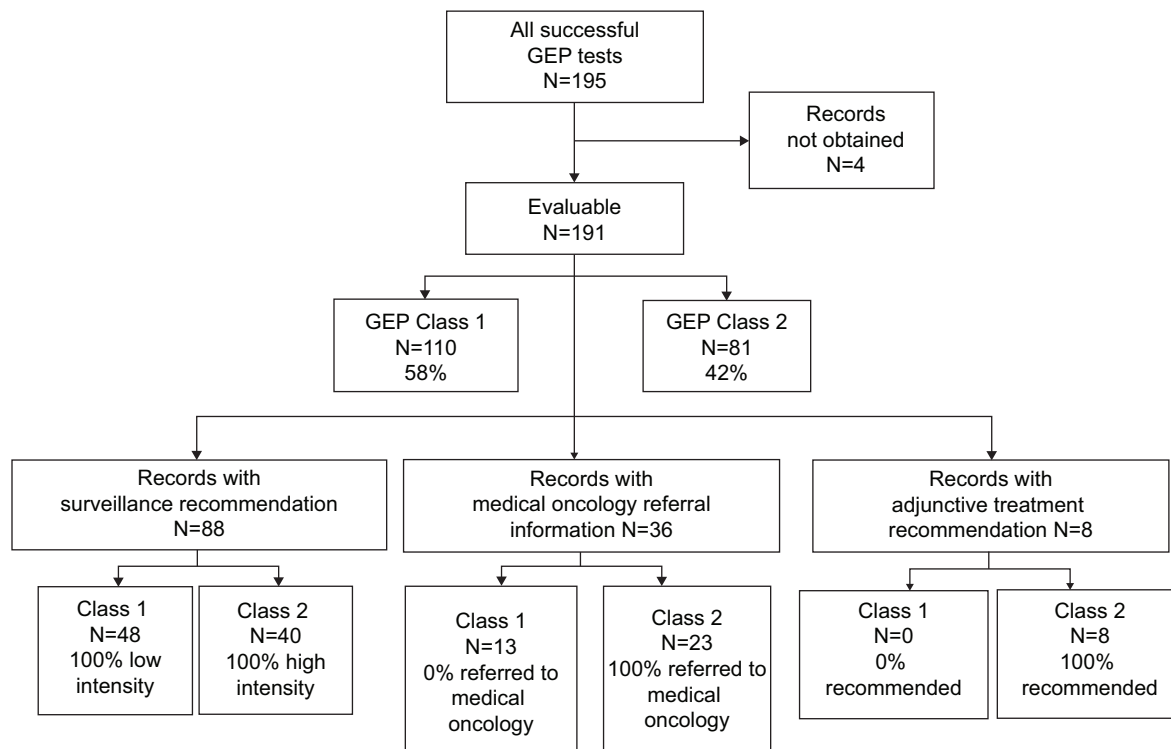 All successful
GEP tests
N=195
Records
not obtained
N=4
Evaluable
N=191
GEP Class 1
N=110
58%
GEP Class 2
N=81
42%
Records with
surveillance recommendation
N=88
Records with
medical oncology referral
information N=36
Records with
adjunctive treatment
recommendation N=8
Class 1
N=48
100% low
intensity
Class 2
N=40
100% high
intensity
Class 1
N=13
0% referred to
medical
oncology
Class 2
N=23
100% referred to
medical
oncology
Class 1
N=0
0%
recommended
Class 2
N=8
100%
recommended